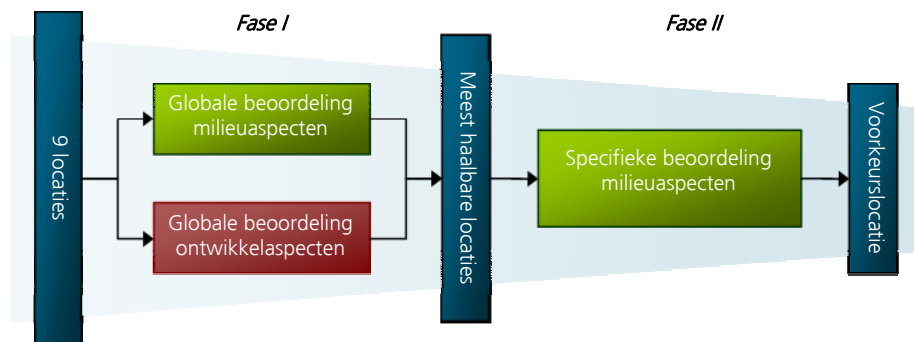 Fase I
Fase II
9 locaties
Globale beoordeling
milieuaspecten
Globale beoordeling
ontwikkelaspecten
Meest haalbare locaties
Specifieke beoordeling
milieuaspecten
Voorkeurslocatie